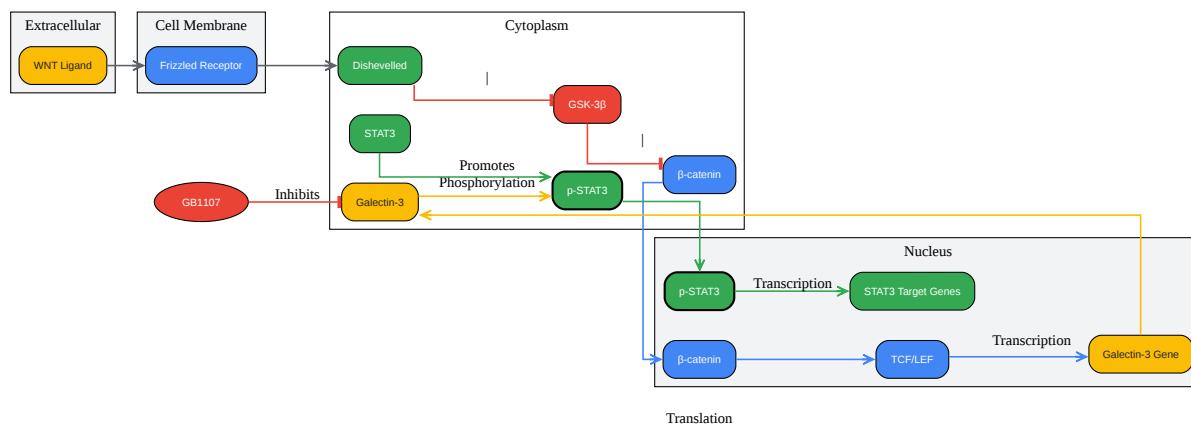 Extracellular
Cell Membrane
Cytoplasm
WNT Ligand
Frizzled Receptor
Dishevelled
|
GSK-3β
STAT3
|
Promotes
Phosphorylation
p-STAT3
β-catenin
GB1107
Inhibits
Galectin-3
Nucleus
p-STAT3
Transcription
STAT3 Target Genes
β-catenin
TCF/LEF
Transcription
Galectin-3 Gene
Translation